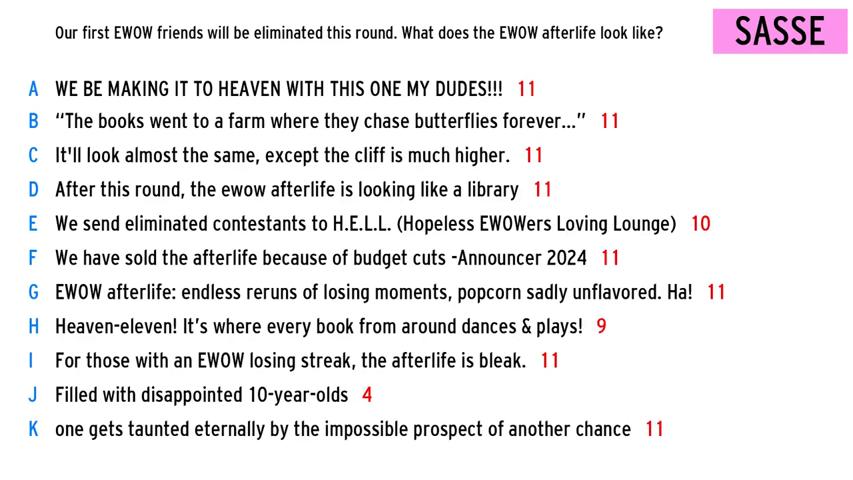 Our first EWOW friends will be eliminated this round. What does the EWOW afterlife look like?
SASSE
A WE BE MAKING IT TO HEAVEN WITH THIS ONE MY DUDES!!! 11
B “The books went to a farm where they chase butterflies forever...” 11
C It'll look almost the same, except the cliff is much higher. 11
D After this round, the ewow afterlife is looking like a library 11
E We send eliminated contestants to H.E.L.L. (Hopeless EWOWers Loving Lounge) 10
F We have sold the afterlife because of budget cuts -Announcer 2024 11
G EWOW afterlife: endless reruns of losing moments, popcorn sadly unflavored. Ha! 11
H Heaven-eleven! It’s where every book from around dances & plays! 9
I For those with an EWOW losing streak, the afterlife is bleak. 11
J Filled with disappointed 10-year-olds 4
K one gets taunted eternally by the impossible prospect of another chance 11